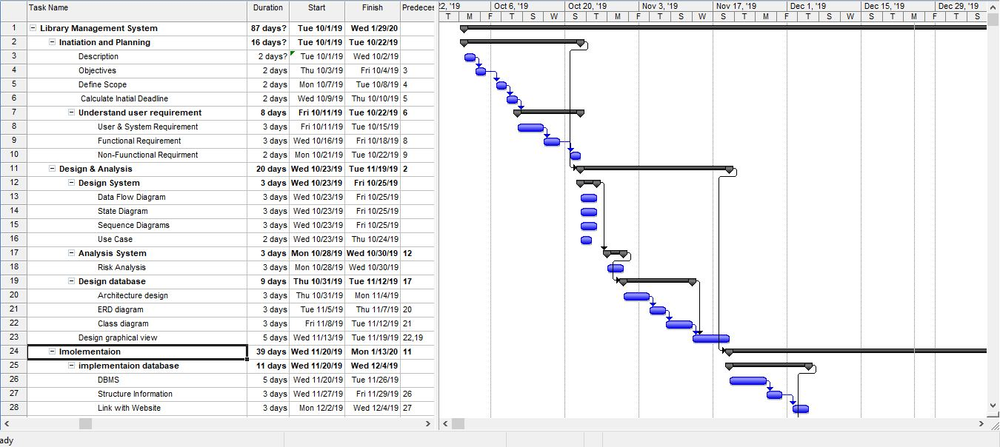 Task Name Duration Start Finish Predeces 22, '19 Oct 6, '19 Oct 20, '19 Nov 3, '19 Nov 17, '19 Dec 1, '19 Dec 15, '19 Dec 29, '19
T M F T S W S T M F T S W S T M F T S W S T M F T S
1 Library Management System 87 days? Tue 10/1/19 Wed 1/29/20
2 Inatiation and Planning 16 days? Tue 10/1/19 Tue 10/22/19
3 Description 2 days? Tue 10/1/19 Wed 10/2/19
4 Objectives 2 days Thu 10/3/19 Fri 10/4/19 3
5 Define Scope 2 days Mon 10/7/19 Tue 10/8/19 4
6 Calculate Inatial Deadline 2 days Wed 10/9/19 Thu 10/10/19 5
7 Understand user requirement 8 days Fri 10/11/19 Tue 10/22/19 6
8 User & System Requirement 3 days Fri 10/11/19 Tue 10/15/19
9 Functional Requirement 3 days Wed 10/16/19 Fri 10/18/19 8
10 Non-Fuunctional Requirment 2 days Mon 10/21/19 Tue 10/22/19 9
11 Design & Analysis 20 days Wed 10/23/19 Tue 11/19/19 2
12 Design System 3 days Wed 10/23/19 Fri 10/25/19
13 Data Flow Diagram 3 days Wed 10/23/19 Fri 10/25/19
14 State Diagram 3 days Wed 10/23/19 Fri 10/25/19
15 Sequence Diagrams 3 days Wed 10/23/19 Fri 10/25/19
16 Use Case 2 days Wed 10/23/19 Thu 10/24/19
17 Analysis System 3 days Mon 10/28/19 Wed 10/30/19 12
18 Risk Analysis 3 days Mon 10/28/19 Wed 10/30/19
19 Design database 9 days Thu 10/31/19 Tue 11/12/19 17
20 Architecture design 3 days Thu 10/31/19 Mon 11/4/19
21 ERD diagram 3 days Tue 11/5/19 Thu 11/7/19 20
22 Class diagram 3 days Fri 11/8/19 Tue 11/12/19 21
23 Design graphical view 5 days Wed 11/13/19 Tue 11/19/19 22,19
24 Imolementaion 39 days Wed 11/20/19 Mon 1/13/20 11
25 implementaion database 11 days Wed 11/20/19 Wed 12/4/19
26 DBMS 5 days Wed 11/20/19 Tue 11/26/19
27 Structure Information 3 days Wed 11/27/19 Fri 11/29/19 26
28 Link with Website 3 days Mon 12/2/19 Wed 12/4/19 27
ady